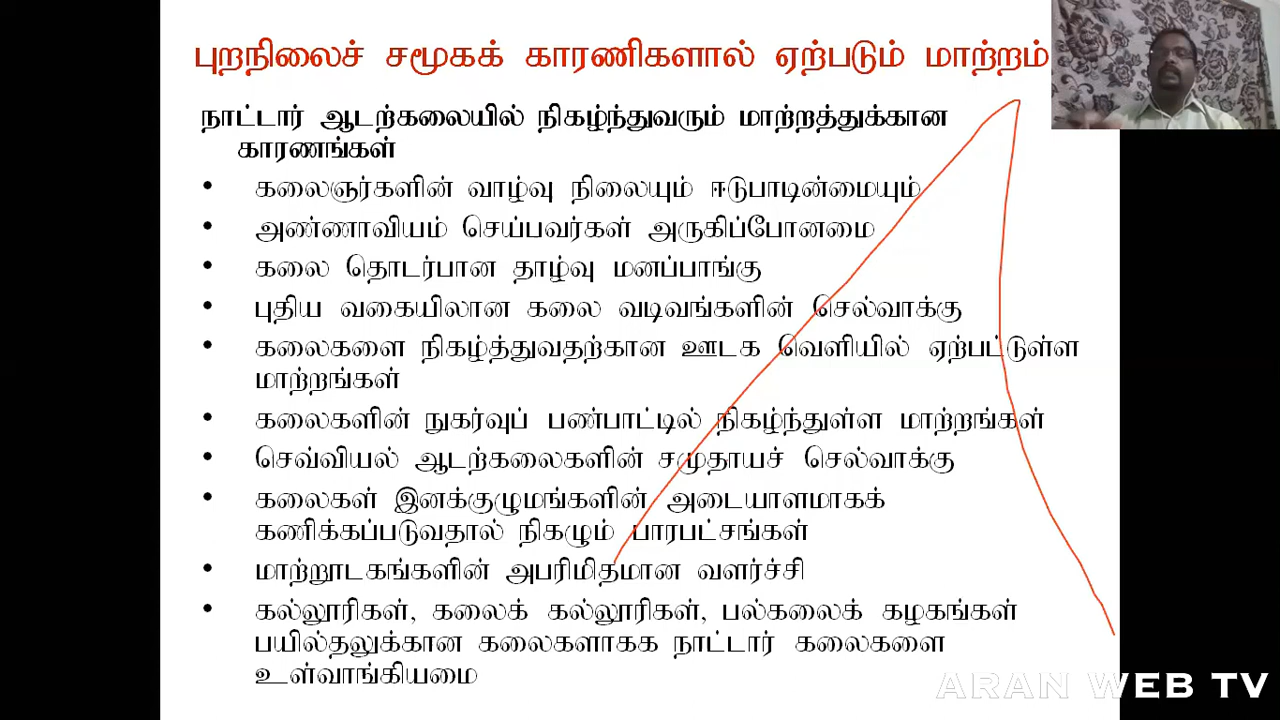 புறநிலைச் சமூகக் காரணிகளால் ஏற்படும் மாற்றம்
நாட்டார் ஆடற்கலையில் நிகழ்ந்துவரும் மாற்றத்துக்கான
காரணங்கள்
• கலைஞர்களின் வாழ்வு நிலையும் ஈடுபாடின்மையும்
• அண்ணாவியம் செய்பவர்கள் அருகிப்போனமை
• கலை தொடர்பான தாழ்வு மனப்பாங்கு
• புதிய வகையிலான கலை வடிவங்களின் செல்வாக்கு
• கலைகளை நிகழ்த்துவதற்கான ஊடக வெளியில் ஏற்பட்டுள்ள
மாற்றங்கள்
• கலைகளின் நுகர்வுப் பண்பாட்டில் நிகழ்ந்துள்ள மாற்றங்கள்
• செவ்வியல் ஆடற்கலைகளின் சமுதாயச் செல்வாக்கு
• கலைகள் இனக்குழுமங்களின் அடையாளமாகக்
கணிக்கப்படுவதால் நிகழும் பாரபட்சங்கள்
• மாற்றூடகங்களின் அபரிமிதமான வளர்ச்சி
• கல்லூரிகள், கலைக் கல்லூரிகள், பல்கலைக் கழகங்கள்
பயில்தலுக்கான கலைகளாகக நாட்டார் கலைகளை
உள்வாங்கியமை
ARAN WEB TV